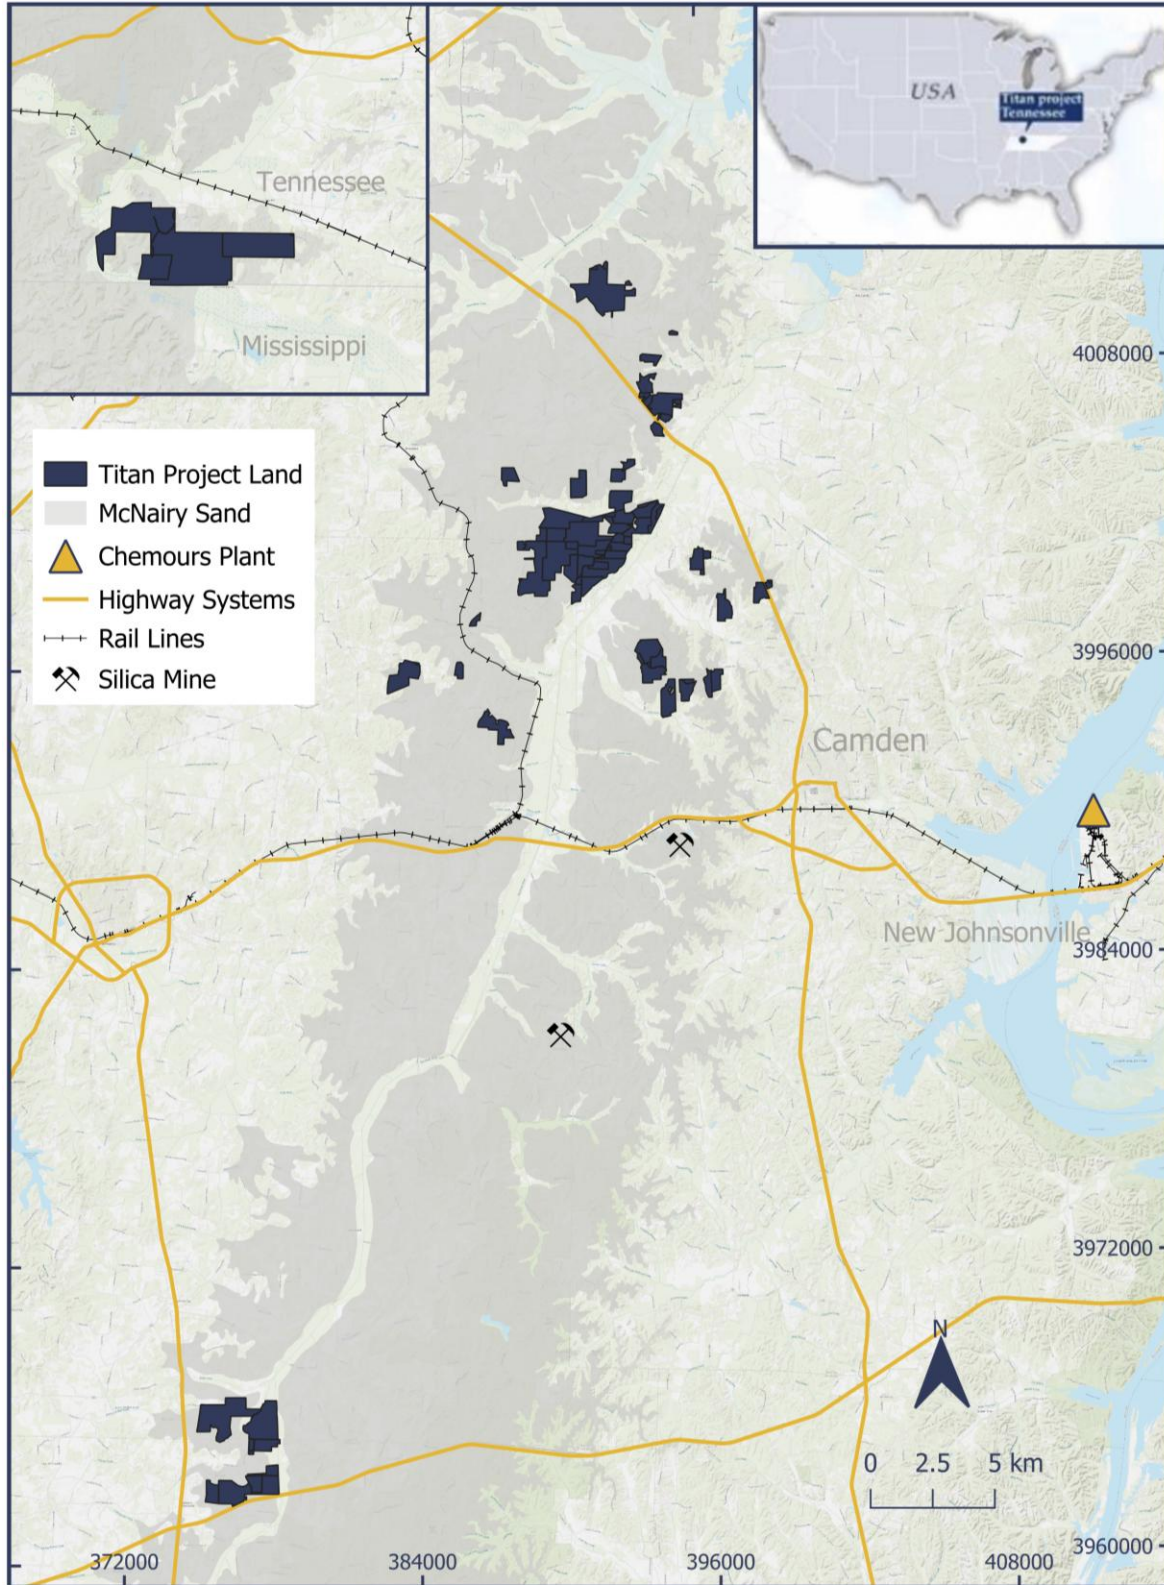 Tennessee
Mississippi
USA
Titan project
Tennessee
Titan Project Land
McNairy Sand
Chemours Plant
Highway Systems
Rail Lines
Silica Mine
4008000
3996000
Camden
New Johnsonville
3984000
3972000
N
0 2.5 5 km
3960000
372000 384000 396000 408000